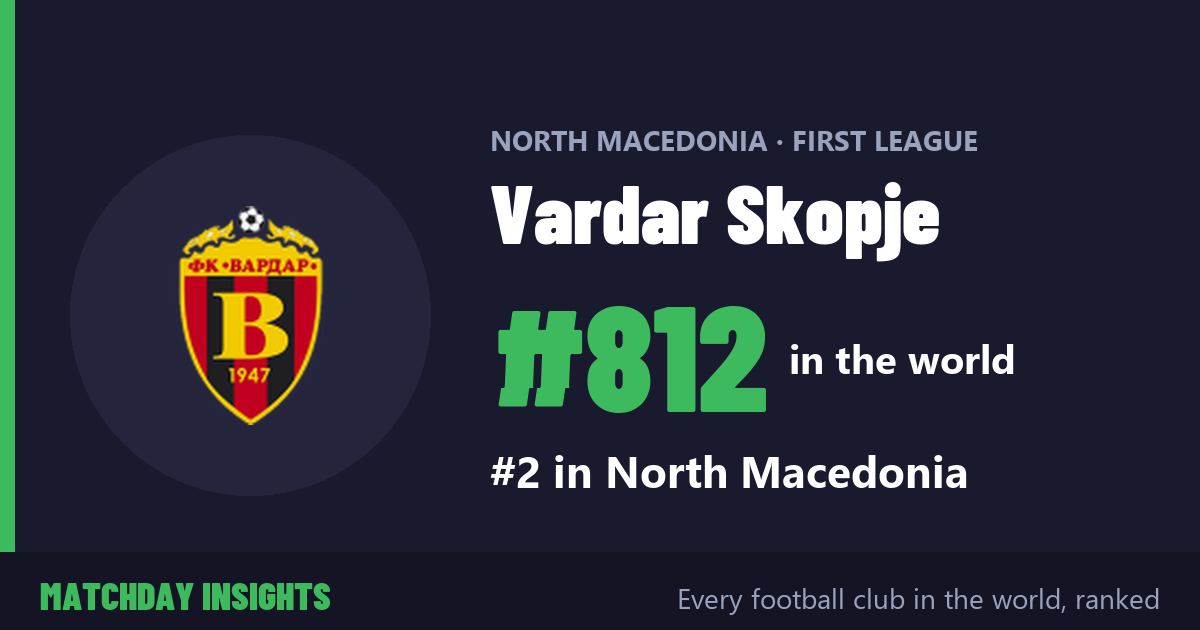 NORTH MACEDONIA · FIRST LEAGUE
Vardar Skopje
ФК•ВАРДАР•
В
1947
#812 in the world
#2 in North Macedonia
MATCHDAY INSIGHTS
Every football club in the world, ranked